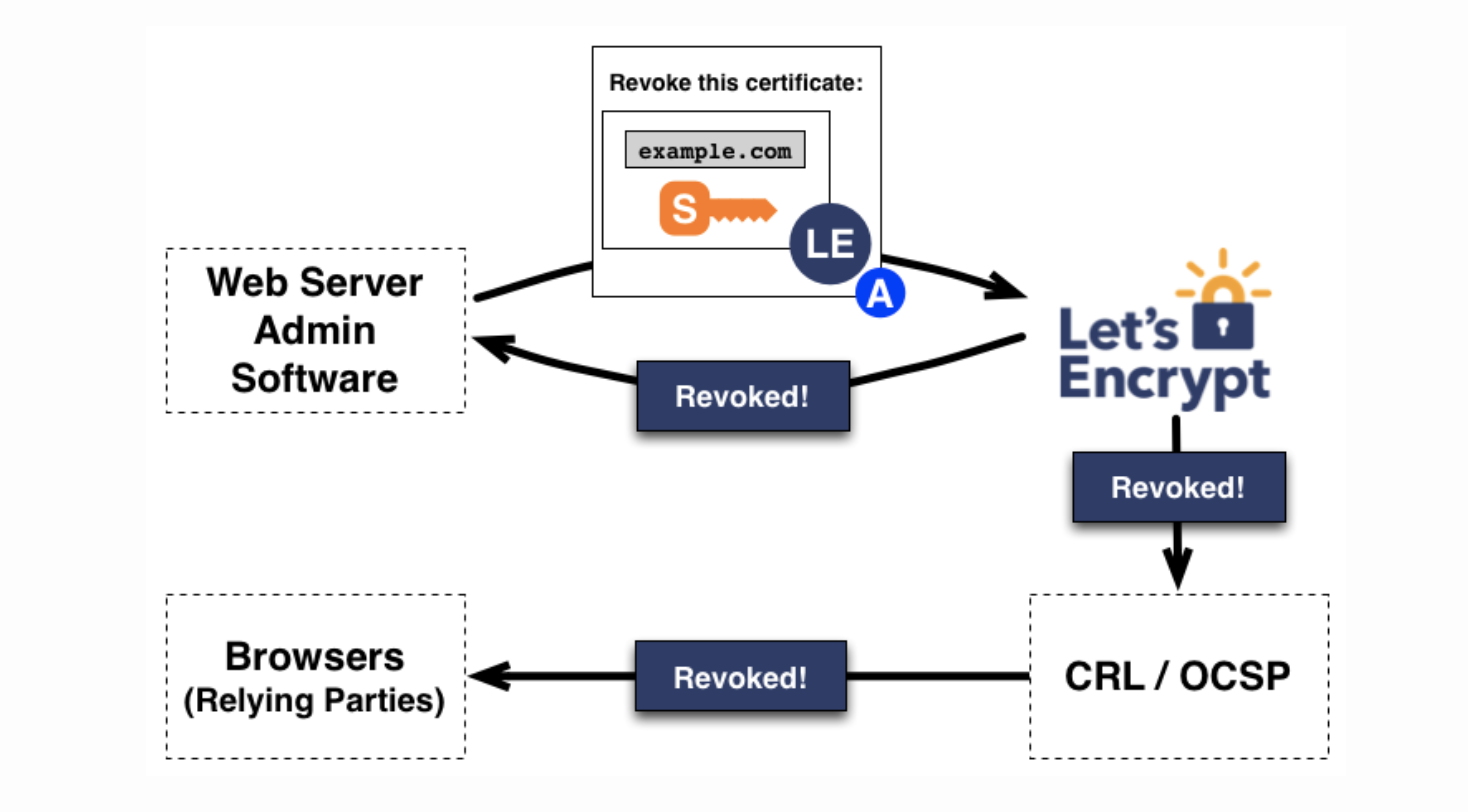 Revoke this certificate:
example.com
S
LE
A
Web Server
Admin
Software
Let's
Encrypt
Revoked!
Revoked!
Browsers
(Relying Parties)
Revoked!
CRL / OCSP